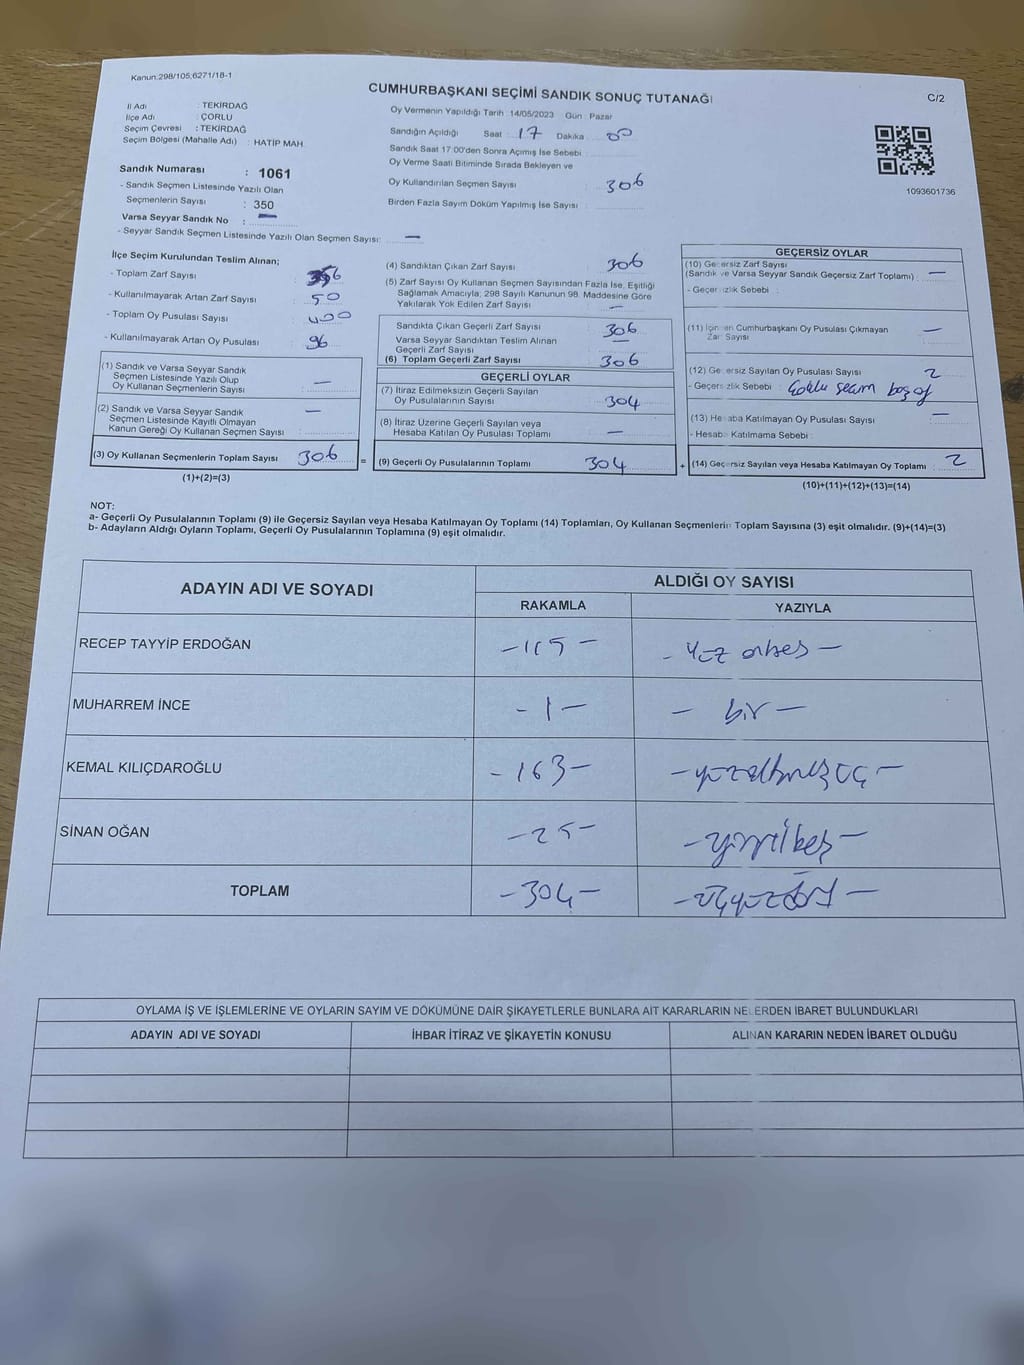 Kanun:298/105,6271/18-1
CUMHURBAŞKANI SEÇİMİ SANDIK SONUÇ TUTANAĞI
C/2
İl Adı : TEKİRDAĞ
İlçe Adı : ÇORLU
Seçim Çevresi : TEKİRDAĞ
Seçim Bölgesi (Mahalle Adı) : HATİP MAH.
Sandık Numarası : 1061
- Sandık Seçmen Listesinde Yazılı Olan
Seçmenlerin Sayısı : 350
Varsa Seyyar Sandık No : —
- Seyyar Sandık Seçmen Listesinde Yazılı Olan Seçmen Sayısı: —
Oy Vermenin Yapıldığı Tarih :14/05/2023 Gün : Pazar
Sandığın Açıldığı Saat : 17 Dakika : 00
Sandık Saat 17:00'den Sonra Açımış İse Sebebi :
Oy Verme Saati Bitiminde Sırada Bekleyen ve
Oy Kullandırılan Seçmen Sayısı : 306
Birden Fazla Sayım Döküm Yapılmış İse Sayısı :
1093601736
İlçe Seçim Kurulundan Teslim Alınan;
- Toplam Zarf Sayısı : 356
- Kullanılmayarak Artan Zarf Sayısı : 50
- Toplam Oy Pusulası Sayısı : 400
- Kullanılmayarak Artan Oy Pusulası : 96
(1) Sandık ve Varsa Seyyar Sandık
Seçmen Listesinde Yazılı Olup
Oy Kullanan Seçmenlerin Sayısı : —
(2) Sandık ve Varsa Seyyar Sandık
Seçmen Listesinde Kayıtlı Olmayan
Kanun Gereği Oy Kullanan Seçmen Sayısı : —
(3) Oy Kullanan Seçmenlerin Toplam Sayısı 306
(1)+(2)=(3)
=
(4) Sandıktan Çıkan Zarf Sayısı : 306
(5) Zarf Sayısı Oy Kullanan Seçmen Sayısından Fazla İse, Eşitliği
Sağlamak Amacıyla; 298 Sayılı Kanunun 98. Maddesine Göre
Yakılarak Yok Edilen Zarf Sayısı : —
Sandıkta Çıkan Geçerli Zarf Sayısı : 306
Varsa Seyyar Sandıktan Teslim Alınan
Geçerli Zarf Sayısı : —
(6) Toplam Geçerli Zarf Sayısı : 306
GEÇERLİ OYLAR
(7) İtiraz Edilmeksizin Geçerli Sayılan
Oy Pusulalarının Sayısı : 304
(8) İtiraz Üzerine Geçerli Sayılan veya
Hesaba Katılan Oy Pusulası Toplamı : —
(9) Geçerli Oy Pusulalarının Toplamı 304
+
GEÇERSİZ OYLAR
(10) Geçersiz Zarf Sayısı
(Sandık ve Varsa Seyyar Sandık Geçersiz Zarf Toplamı) : —
- Geçersizlik Sebebi :
(11) İçinden Cumhurbaşkanı Oy Pusulası Çıkmayan
Zarf Sayısı : —
(12) Geçersiz Sayılan Oy Pusulası Sayısı : 2
- Geçersizlik Sebebi : Çoklu seçim boş oy
(13) Hesaba Katılmayan Oy Pusulası Sayısı : —
- Hesaba Katılmama Sebebi :
(14) Geçersiz Sayılan veya Hesaba Katılmayan Oy Toplamı : 2
(10)+(11)+(12)+(13)=(14)
NOT:
a- Geçerli Oy Pusulalarının Toplamı (9) ile Geçersiz Sayılan veya Hesaba Katılmayan Oy Toplamı (14) Toplamları, Oy Kullanan Seçmenlerin Toplam Sayısına (3) eşit olmalıdır. (9)+(14)=(3)
b- Adayların Aldığı Oyların Toplamı, Geçerli Oy Pusulalarının Toplamına (9) eşit olmalıdır.
ADAYIN ADI VE SOYADI
ALDIĞI OY SAYISI
RAKAMLA YAZIYLA
RECEP TAYYİP ERDOĞAN -115- - yüz onbeş -
MUHARREM İNCE -1- - bir -
KEMAL KILIÇDAROĞLU -163- -yüzaltmışüç-
SİNAN OĞAN -25- -yirmibeş-
TOPLAM -304- -üçyüzdört-
OYLAMA İŞ VE İŞLEMLERİNE VE OYLARIN SAYIM VE DÖKÜMÜNE DAİR ŞİKAYETLERLE BUNLARA AİT KARARLARIN NELERDEN İBARET BULUNDUKLARI
ADAYIN ADI VE SOYADI İHBAR İTİRAZ VE ŞİKAYETİN KONUSU ALINAN KARARIN NEDEN İBARET OLDUĞU